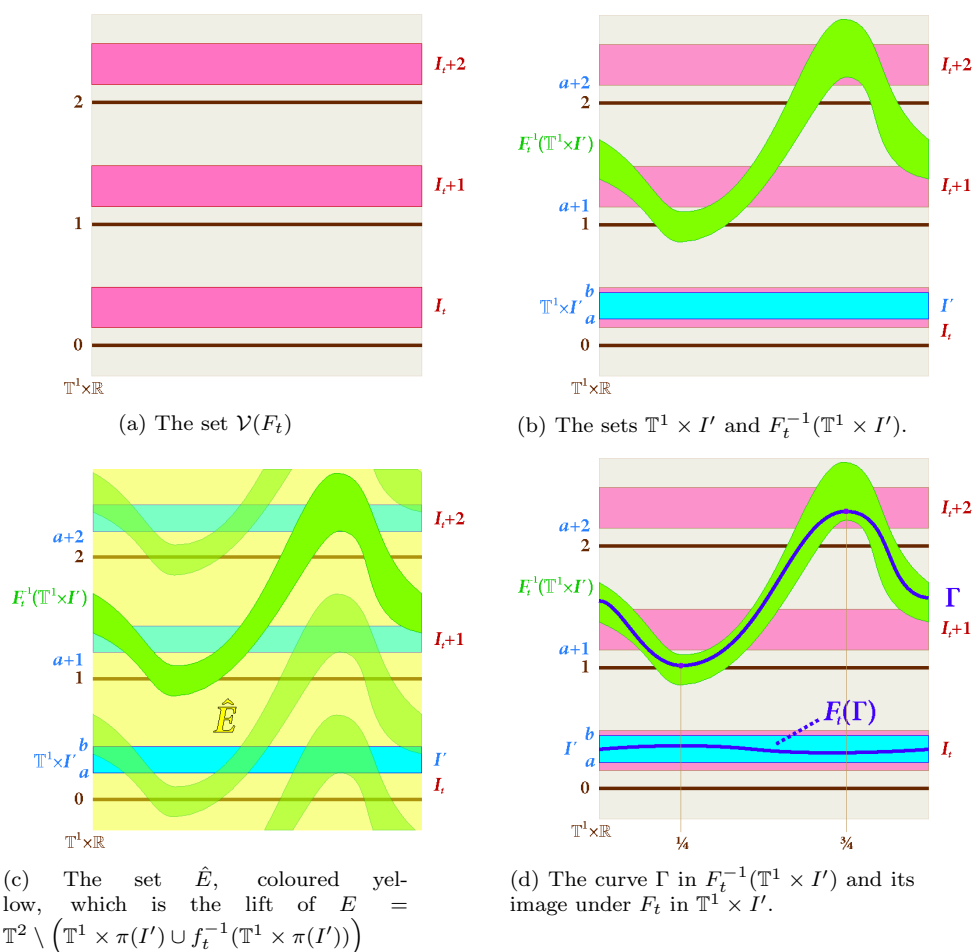 I_t+2
2
I_t+1
1
I_t
0
𝕋¹×ℝ
(a) The set 𝒱(F_t)
I_t+2
a+2
2
F_t⁻¹(𝕋¹×I′)
I_t+1
a+1
1
b
𝕋¹×I′
I′
a
I_t
0
𝕋¹×ℝ
(b) The sets 𝕋¹ × I′ and F_t⁻¹(𝕋¹ × I′).
I_t+2
a+2
2
F_t⁻¹(𝕋¹×I′)
I_t+1
a+1
1
Ê
b
𝕋¹×I′
I′
a
I_t
0
𝕋¹×ℝ
(c) The set Ê, coloured yel-
low, which is the lift of E =
𝕋² \ (𝕋¹ × π(I′) ∪ f_t⁻¹(𝕋¹ × π(I′)))
I_t+2
a+2
2
F_t⁻¹(𝕋¹×I′)
Γ
I_t+1
a+1
1
F_t(Γ)
b
I′
I_t
a
0
𝕋¹×ℝ
¼
¾
(d) The curve Γ in F_t⁻¹(𝕋¹ × I′) and its
image under F_t in 𝕋¹ × I′.